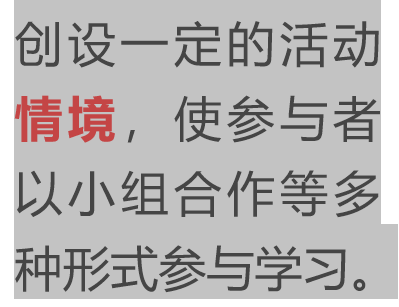 创设一定的活动
情境，使参与者
以小组合作等多
种形式参与学习。